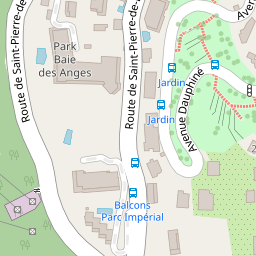 Park
Baie
des Anges
Route de Saint-Pierre-de-
Route de Saint-Pierre-de-
Jardin
Jardin
Avenue Dauphiné
Balcons
Parc Impérial